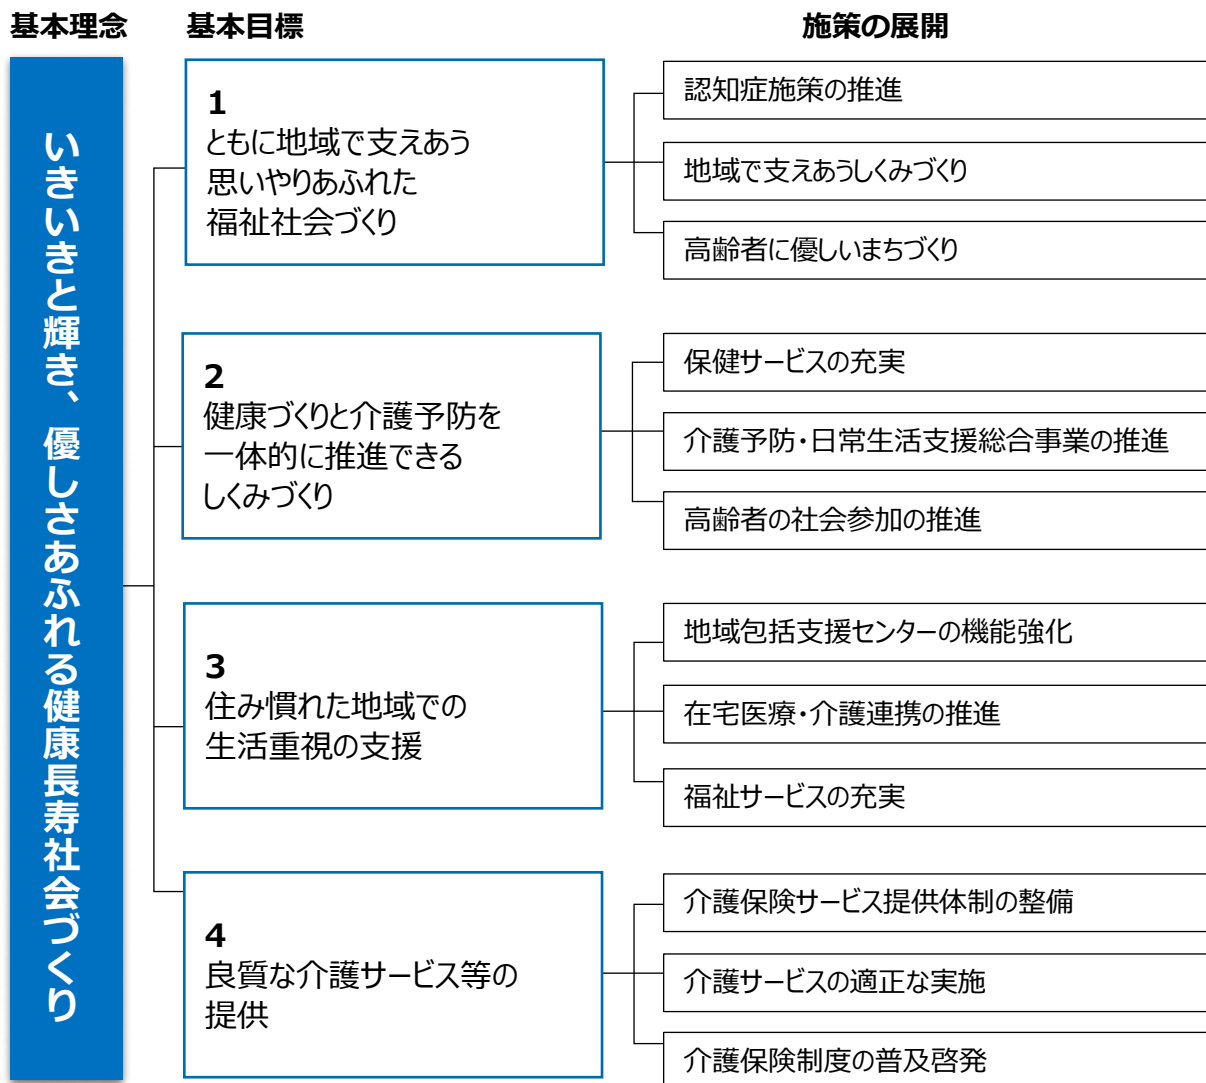 基本理念 基本目標 施策の展開
いきいきと輝き、優しさあふれる健康長寿社会づくり
1
ともに地域で支えあう
思いやりあふれた
福祉社会づくり
認知症施策の推進
地域で支えあうしくみづくり
高齢者に優しいまちづくり
2
健康づくりと介護予防を
一体的に推進できる
しくみづくり
保健サービスの充実
介護予防・日常生活支援総合事業の推進
高齢者の社会参加の推進
3
住み慣れた地域での
生活重視の支援
地域包括支援センターの機能強化
在宅医療・介護連携の推進
福祉サービスの充実
4
良質な介護サービス等の
提供
介護保険サービス提供体制の整備
介護サービスの適正な実施
介護保険制度の普及啓発